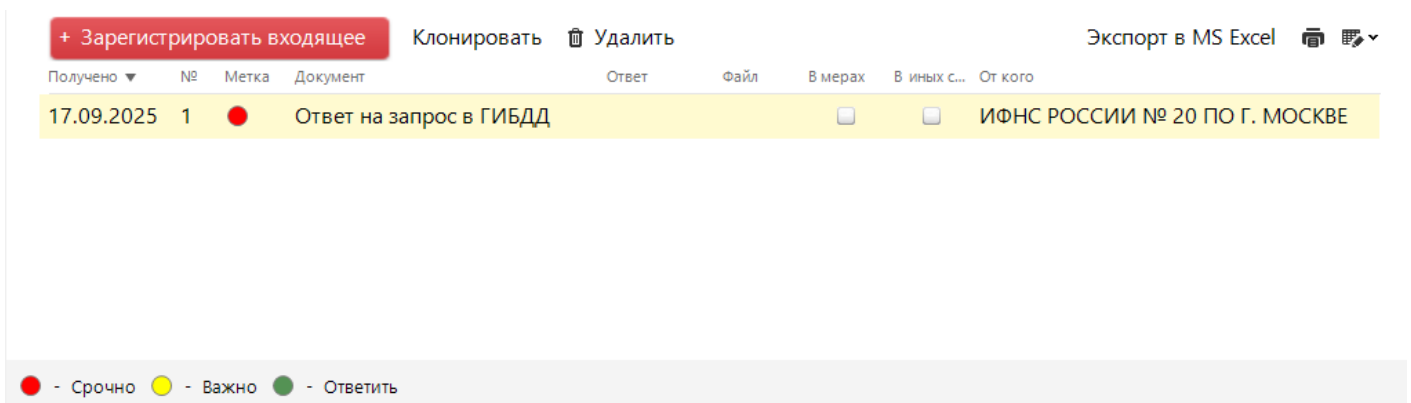 + Зарегистрировать входящее Клонировать Удалить Экспорт в MS Excel
Получено ▼ № Метка Документ Ответ Файл В мерах В иных с... От кого
17.09.2025 1 Ответ на запрос в ГИБДД ИФНС РОССИИ № 20 ПО Г. МОСКВЕ
- Срочно - Важно - Ответить